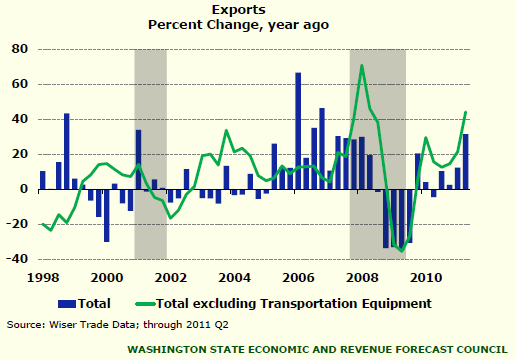 Exports
Percent Change, year ago
80
60
40
20
0
-20
-40
1998 2000 2002 2004 2006 2008 2010
Total Total excluding Transportation Equipment
Source: Wiser Trade Data; through 2011 Q2
WASHINGTON STATE ECONOMIC AND REVENUE FORECAST COUNCIL